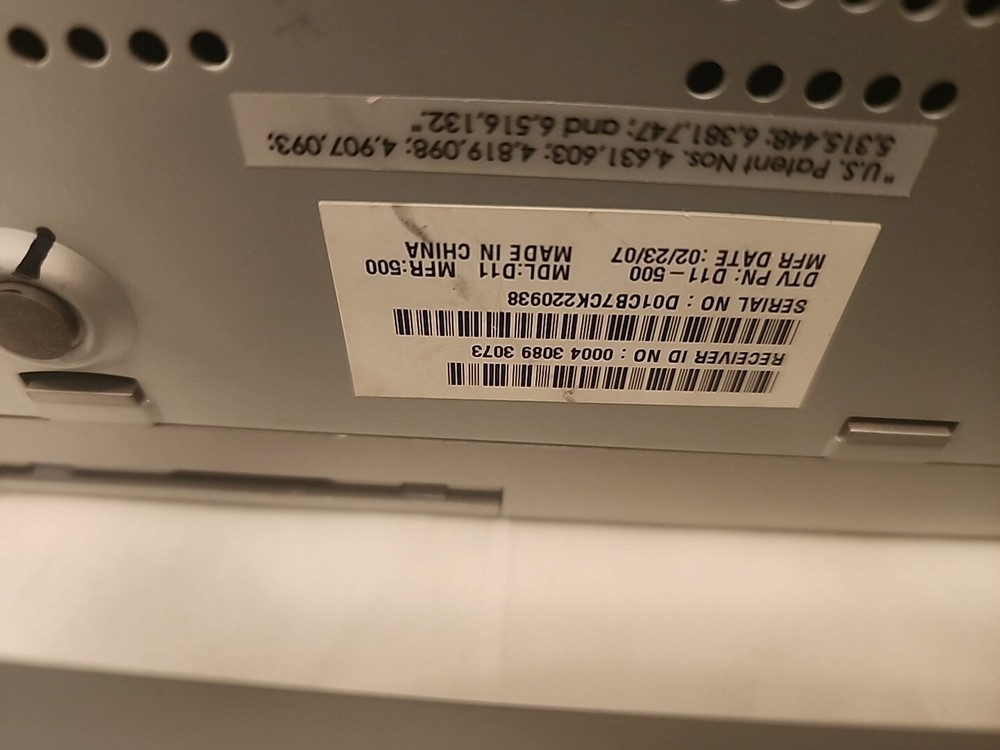 "U.S. Patent Nos. 4,631,603; 4,819,098; 4,907,093;
5,315,448; 6,381,747; and 6,516,132."
RECEIVER ID NO : 0004 3089 3073
SERIAL NO : D01CB7CK220938
DTV PN: D11-500 MDL:D11 MFR:500
MFR DATE: 02/23/07 MADE IN CHINA